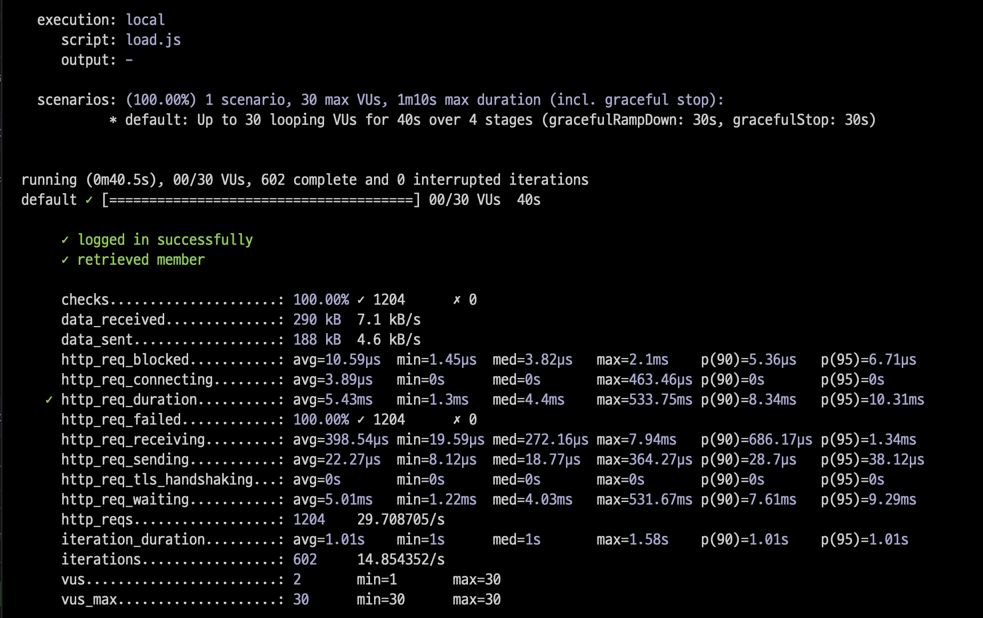 execution: local
script: load.js
output: -
scenarios: (100.00%) 1 scenario, 30 max VUs, 1m10s max duration (incl. graceful stop):
* default: Up to 30 looping VUs for 40s over 4 stages (gracefulRampDown: 30s, gracefulStop: 30s)
running (0m40.5s), 00/30 VUs, 602 complete and 0 interrupted iterations
default ✓ [======================================] 00/30 VUs  40s
✓ logged in successfully
✓ retrieved member
checks.....................: 100.00% ✓ 1204      ✗ 0
data_received..............: 290 kB  7.1 kB/s
data_sent..................: 188 kB  4.6 kB/s
http_req_blocked...........: avg=10.59µs  min=1.45µs  med=3.82µs   max=2.1ms    p(90)=5.36µs   p(95)=6.71µs
http_req_connecting........: avg=3.89µs   min=0s      med=0s       max=463.46µs p(90)=0s       p(95)=0s
✓ http_req_duration..........: avg=5.43ms   min=1.3ms   med=4.4ms    max=533.75ms p(90)=8.34ms   p(95)=10.31ms
http_req_failed............: 100.00% ✓ 1204      ✗ 0
http_req_receiving.........: avg=398.54µs min=19.59µs med=272.16µs max=7.94ms   p(90)=686.17µs p(95)=1.34ms
http_req_sending...........: avg=22.27µs  min=8.12µs  med=18.77µs  max=364.27µs p(90)=28.7µs   p(95)=38.12µs
http_req_tls_handshaking...: avg=0s       min=0s      med=0s       max=0s       p(90)=0s       p(95)=0s
http_req_waiting...........: avg=5.01ms   min=1.22ms  med=4.03ms   max=531.67ms p(90)=7.61ms   p(95)=9.29ms
http_reqs..................: 1204    29.708705/s
iteration_duration.........: avg=1.01s    min=1s      med=1s       max=1.58s    p(90)=1.01s    p(95)=1.01s
iterations.................: 602     14.854352/s
vus........................: 2       min=1       max=30
vus_max....................: 30      min=30      max=30